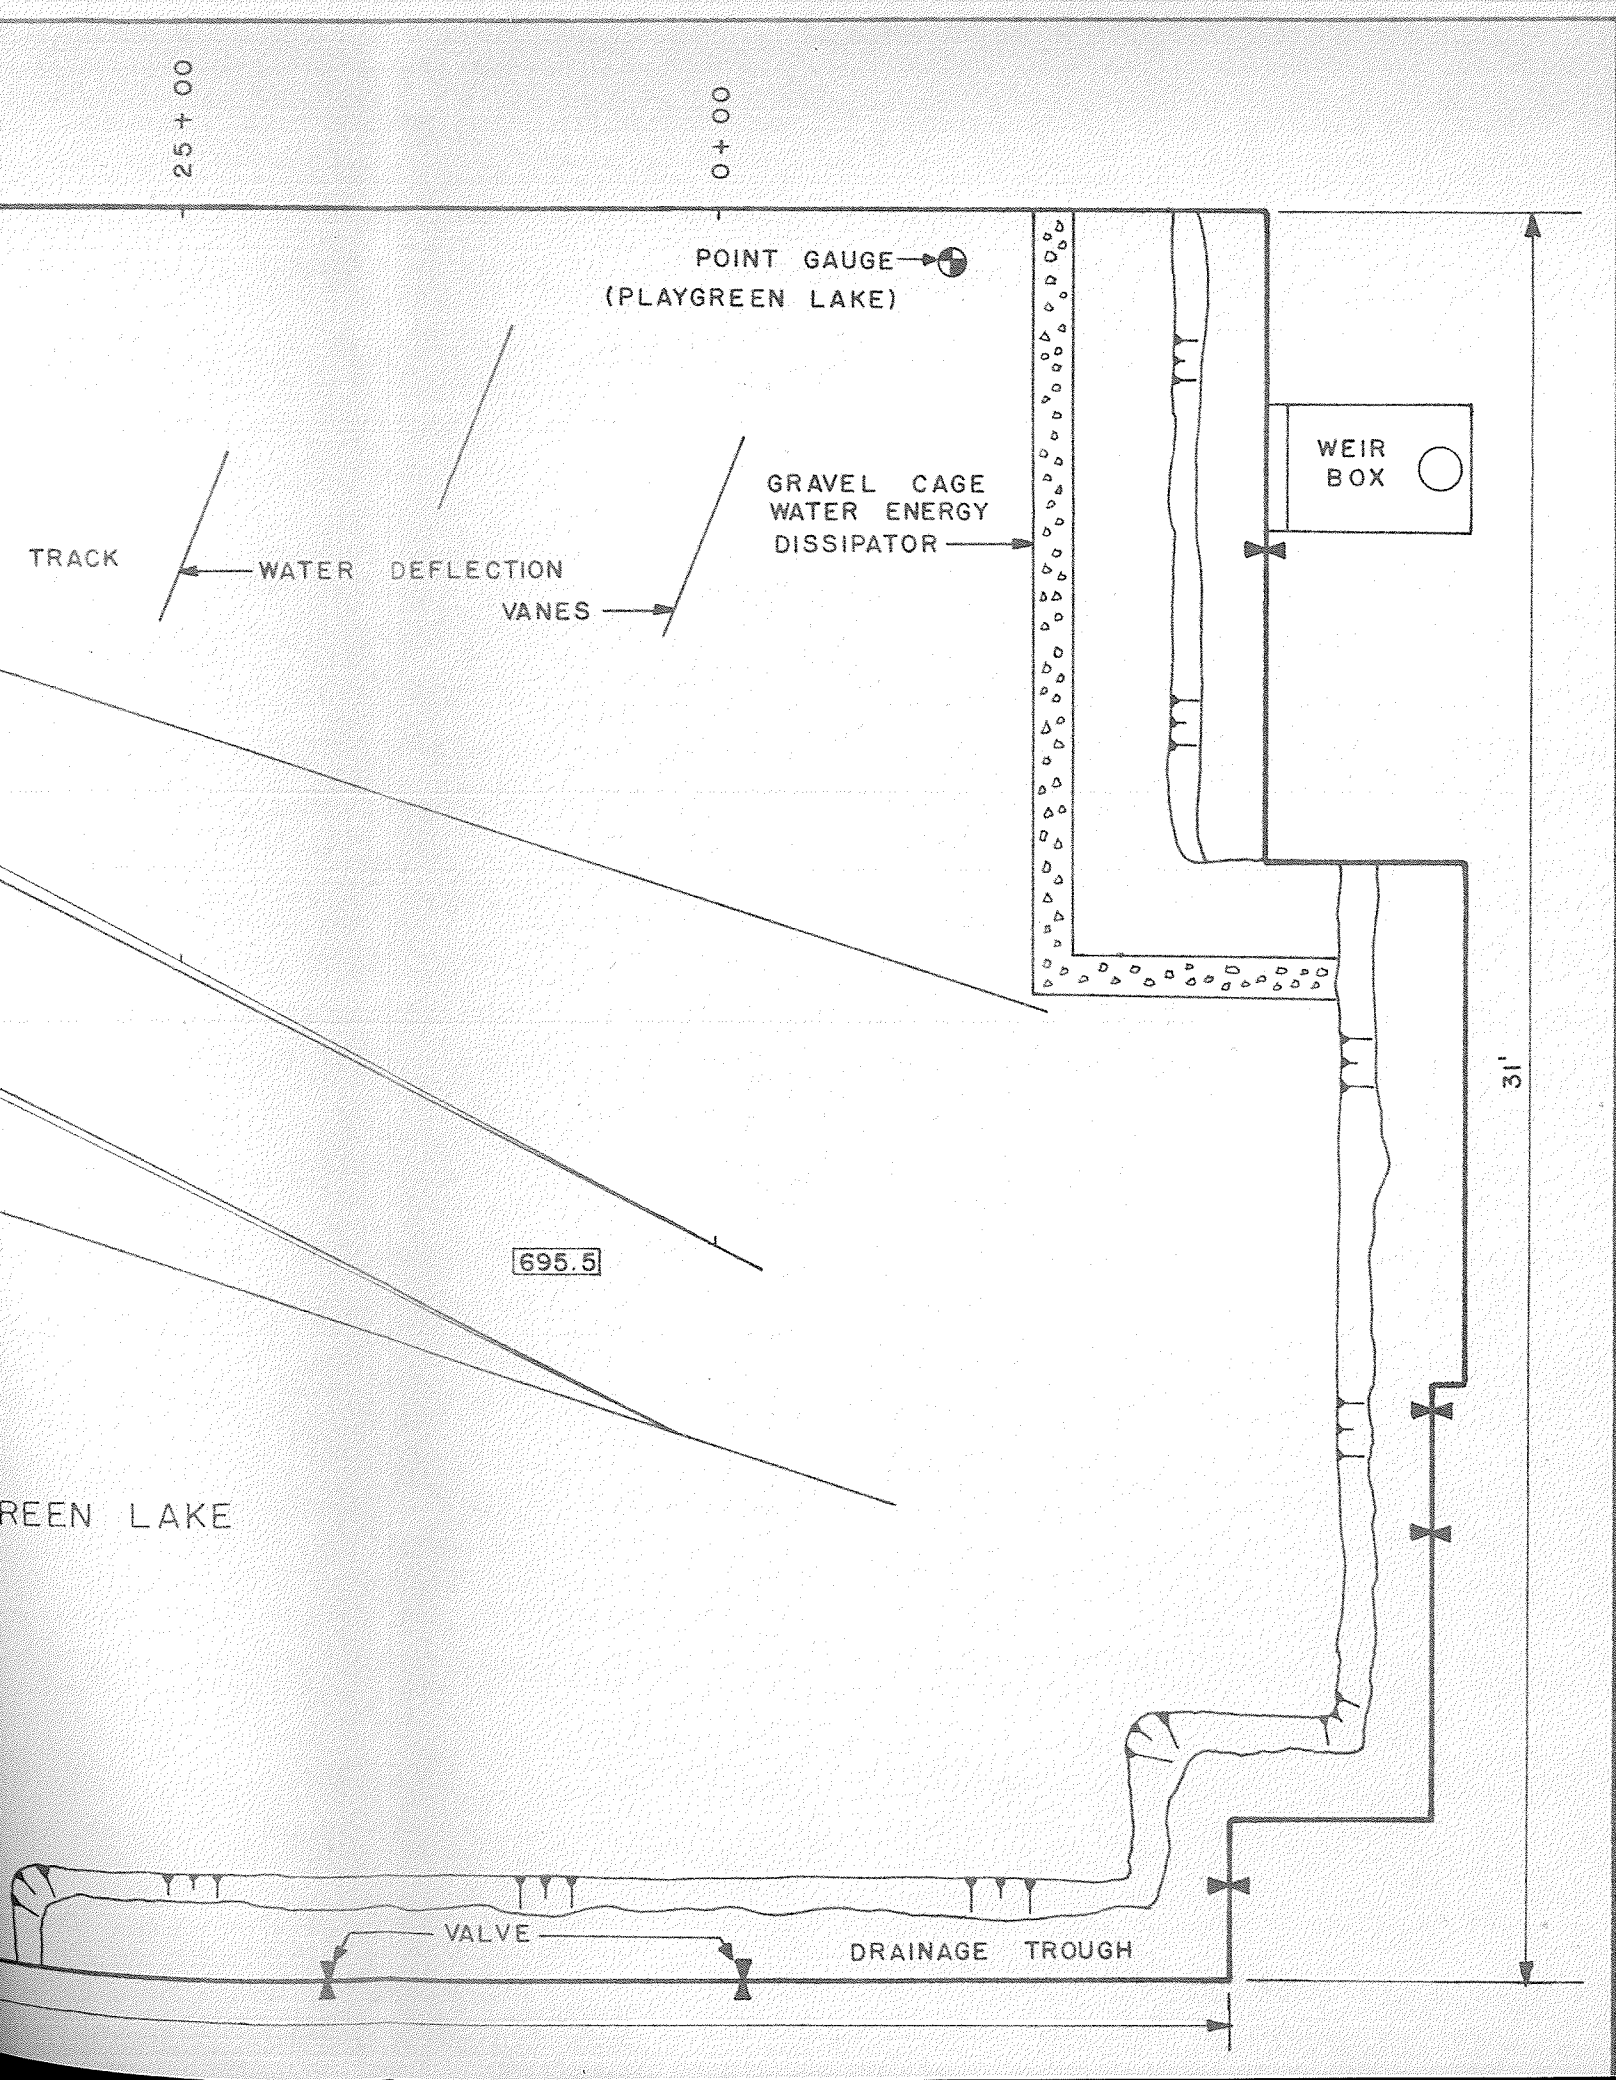 25+00
0+00
POINT GAUGE
(PLAYGREEN LAKE)
WEIR
BOX
GRAVEL CAGE
WATER ENERGY
DISSIPATOR
TRACK
WATER DEFLECTION
VANES
31'
695.5
REEN LAKE
VALVE
DRAINAGE TROUGH